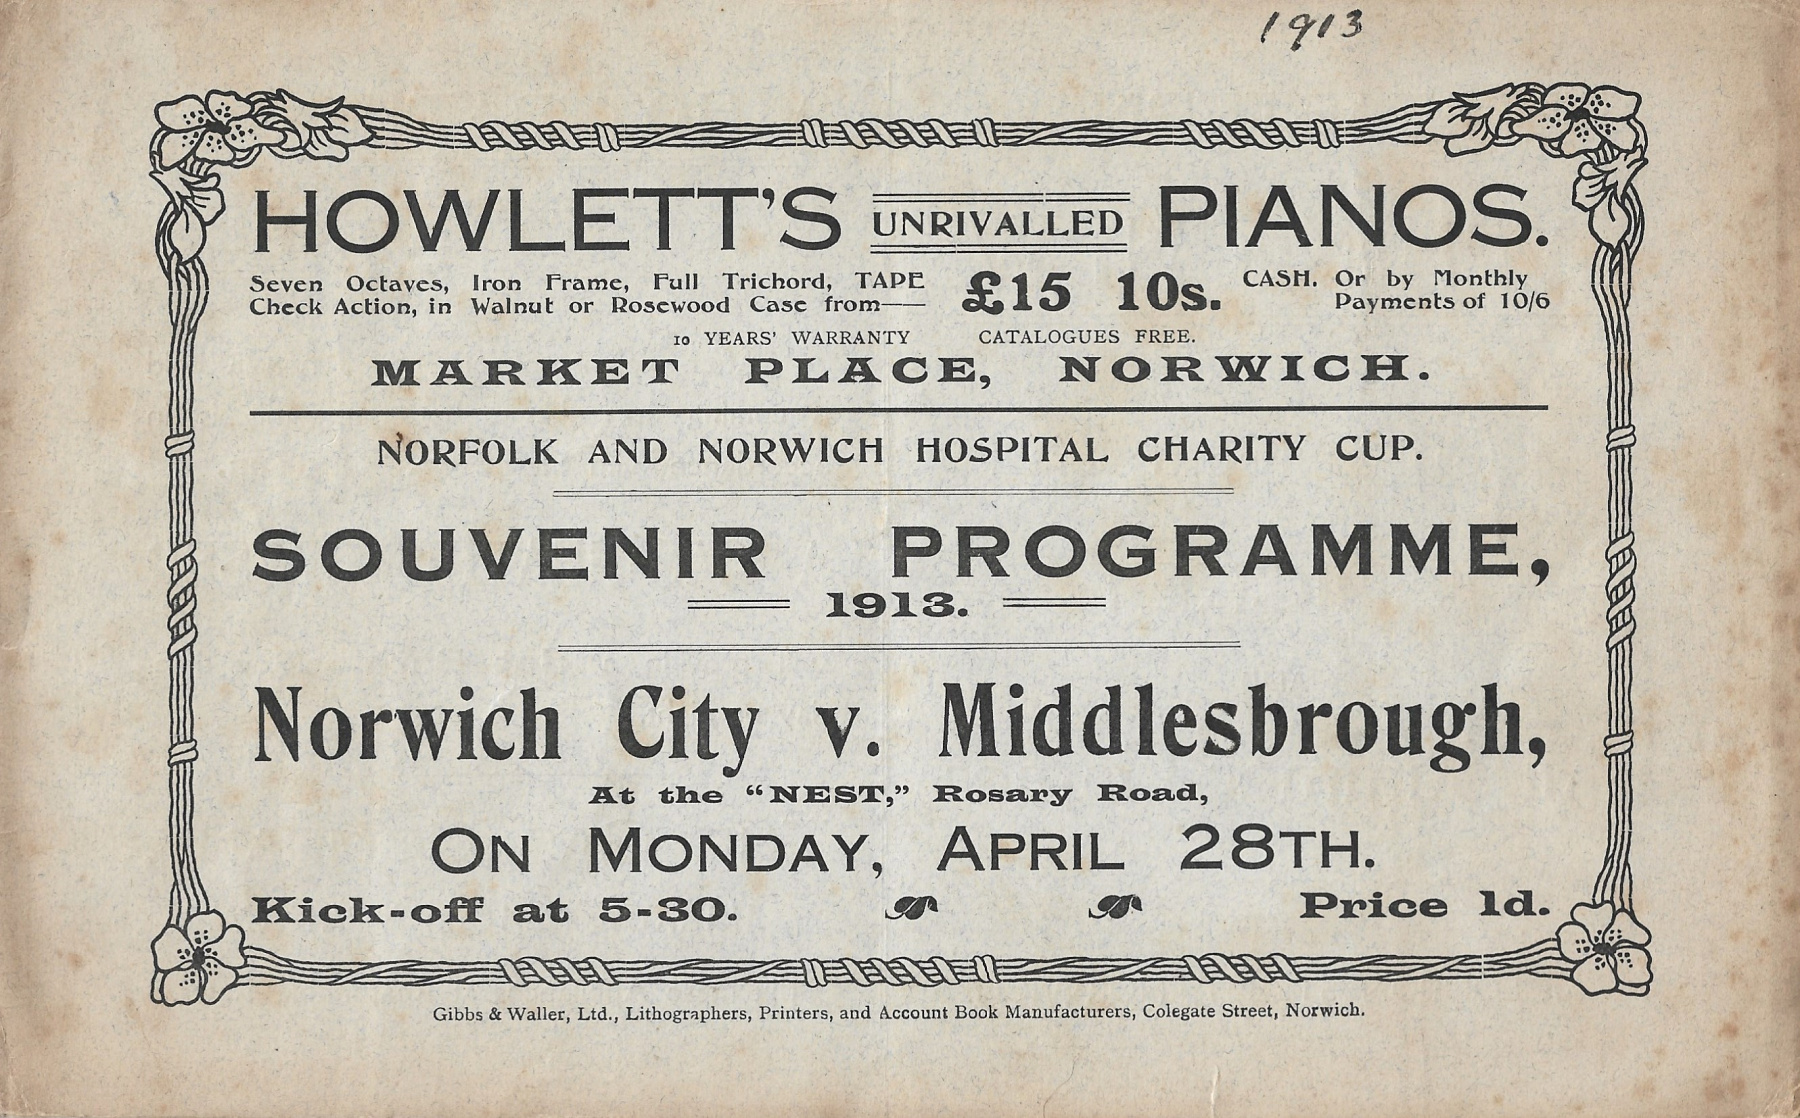 1913
HOWLETT'S UNRIVALLED PIANOS.
Seven Octaves, Iron Frame, Full Trichord, TAPE
Check Action, in Walnut or Rosewood Case from—
£15 10s. CASH. Or by Monthly
Payments of 10/6
10 YEARS' WARRANTY CATALOGUES FREE.
MARKET PLACE, NORWICH.
NORFOLK AND NORWICH HOSPITAL CHARITY CUP.
SOUVENIR PROGRAMME,
1913.
Norwich City v. Middlesbrough,
At the "NEST," Rosary Road,
ON MONDAY, APRIL 28TH.
Kick-off at 5-30. Price 1d.
Gibbs & Waller, Ltd., Lithographers, Printers, and Account Book Manufacturers, Colegate Street, Norwich.